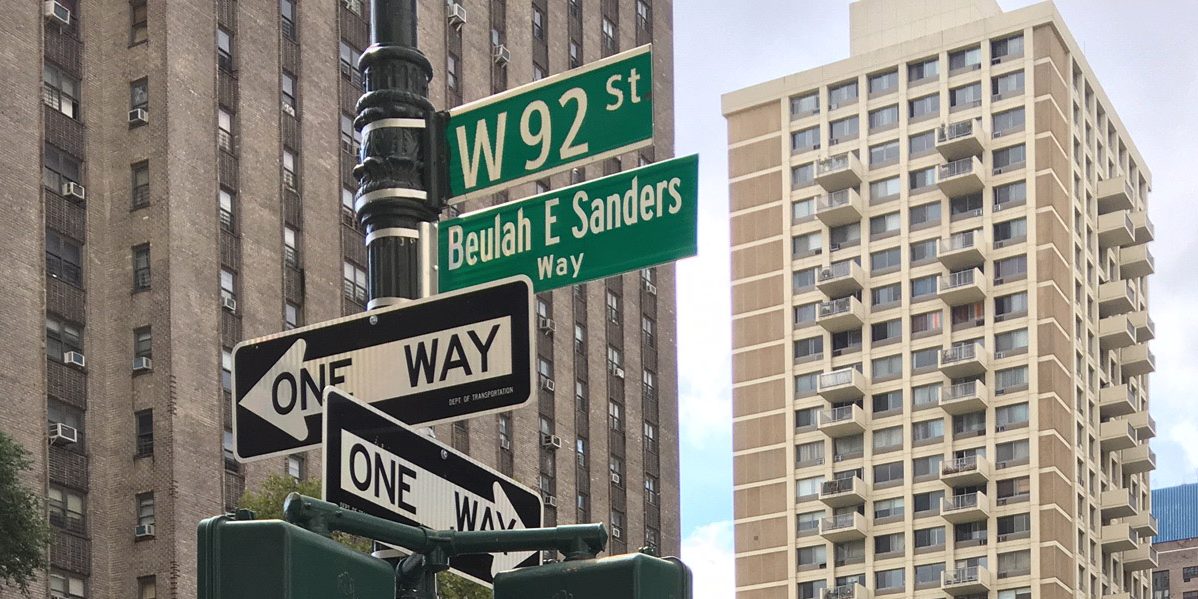 W 92 St
Beulah E Sanders
Way
ONE WAY
DEPT OF TRANSPORTATION
ONE WAY